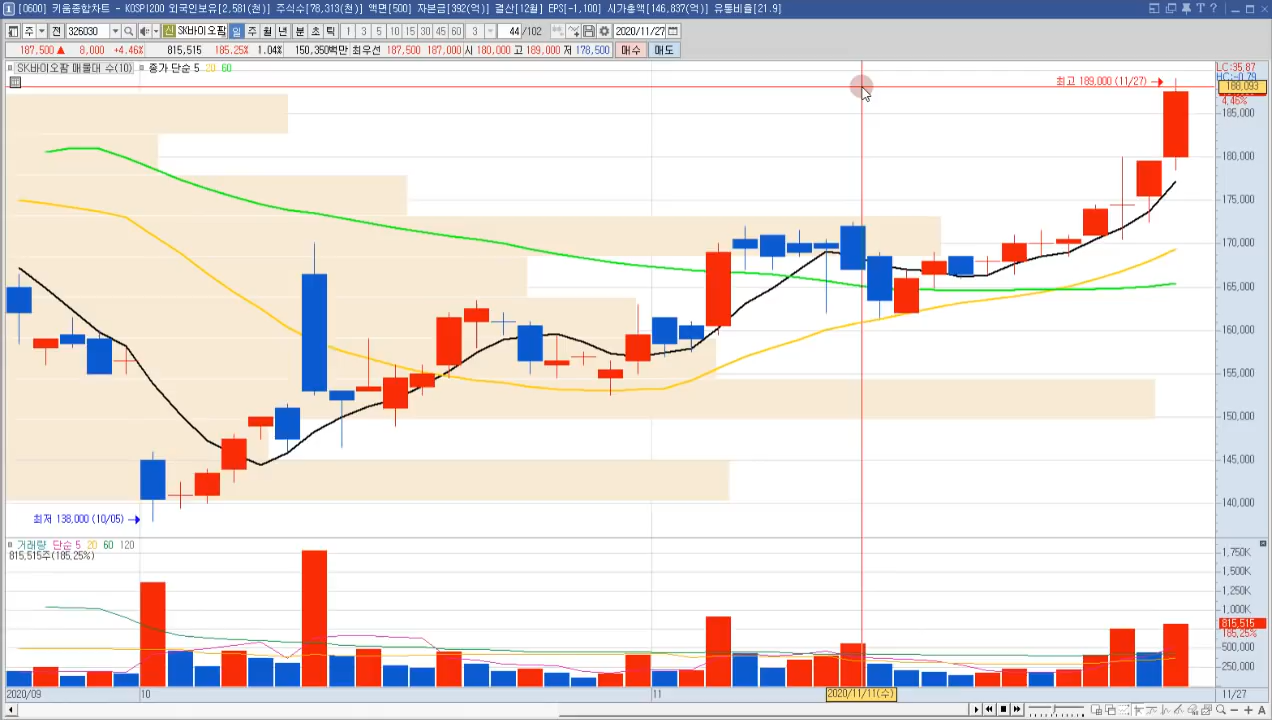 [0600] 키움종합차트 - KOSPI200 외국인보유[2,581(천)] 주식수[78,313(천)] 액면[500] 자본금[392(억)] 결산[12월] EPS[-1,100] 시가총액[146,837(억)] 유통비율[21.9]
주 전 326030 신 SK바이오팜 일 주 월 년 분 초 틱 1 3 5 10 15 30 45 60 3 44 /102 2020/11/27
187,500 ▲ 8,000 +4.46% 815,515 185.25% 1.04% 150,350백만 최우선 187,500 187,000 시 180,000 고 189,000 저 178,500 매수 매도
SK바이오팜 매물대 수(10) 종가 단순 5 20 60
LC:35.87
HC:-0.79
최고 189,000 (11/27)
188,093
4.46%
185,000
180,000
175,000
170,000
165,000
160,000
155,000
150,000
145,000
140,000
최저 138,000 (10/05)
거래량 단순 5 20 60 120
815,515주(185.25%)
1,750K
1,500K
1,250K
1,000K
815,515
185.25%
500,000
250,000
2020/09 10 11 2020/11/11(수) 11/27